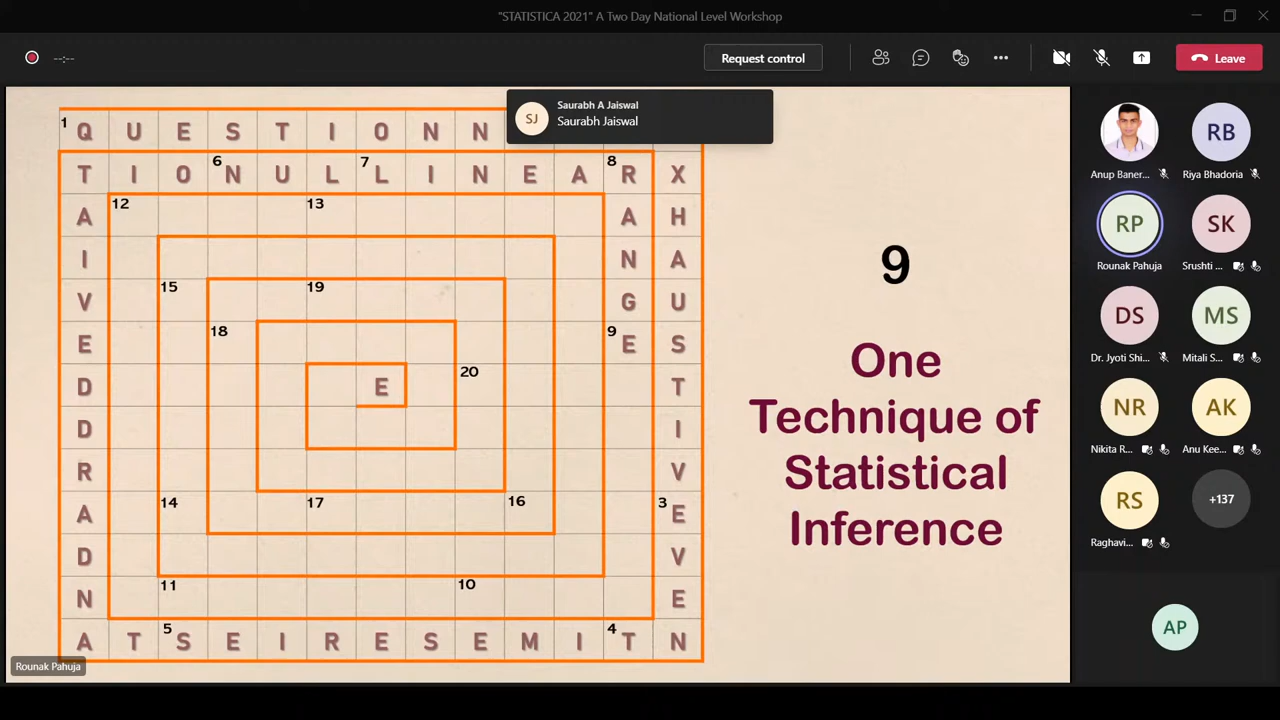 "STATISTICA 2021" A Two Day National Level Workshop
--:--
Request control
Leave
Saurabh A Jaiswal
SJ
Saurabh Jaiswal
1 Q U E S T I O N N
T I O 6 N U L 7 L I N E A 8 R X
A 12 13 A H
I N A
V 15 19 G U
E 18 9 E S
D E 20 T
D I
R V
A 14 17 16 3 E
D V
N 11 10 E
A T 5 S E I R E S E M I 4 T N
9
One
Technique of
Statistical
Inference
Rounak Pahuja
RB
Anup Baner...
Riya Bhadoria
RP
SK
Rounak Pahuja
Srushti ...
DS
MS
Dr. Jyoti Shi...
Mitali S...
NR
AK
Nikita R...
Anu Kee...
RS
+137
Raghavi...
AP